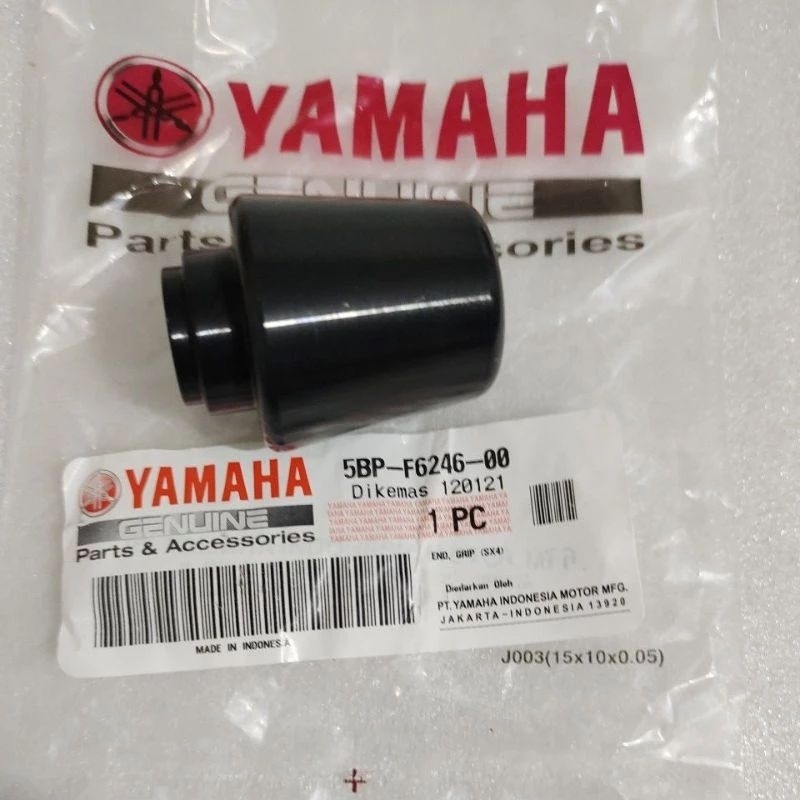 YAMAHA
GENUINE
Parts
ories
YAMAHA
GENUINE
Parts & Accessories
5BP-F6246-00
Dikemas 120121
1 PC
END, GRIP (SX4)
Diedarkan Oleh
PT. YAMAHA INDONESIA MOTOR MFG.
JAKARTA-INDONESIA 13920
MADE IN INDONESIA
J003(15x10x0.05)